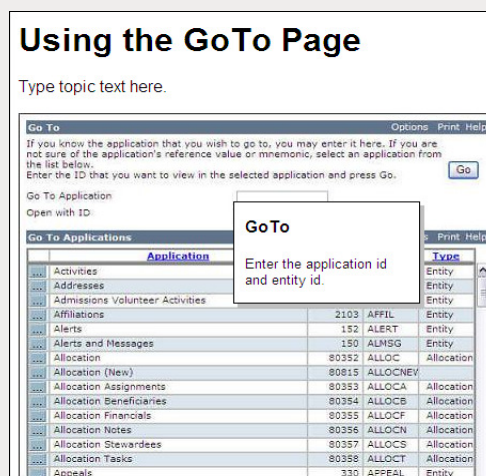 Using the GoTo Page
Type topic text here.
Go To Options Print Help
If you know the application that you wish to go to, you may enter it here. If you are
not sure of the application's reference value or mnemonic, select an application from
the list below.
Enter the ID that you want to view in the selected application and press Go.
Go
Go To Application
Open with ID
GoTo
Enter the application id
and entity id.
Go To Applications Print Help
Application Type
... Activities Entity
... Addresses Entity
... Admissions Volunteer Activities Entity
... Affiliations 2103 AFFIL Entity
... Alerts 152 ALERT Entity
... Alerts and Messages 150 ALMSG Entity
... Allocation 80352 ALLOC Allocation
... Allocation (New) 80815 ALLOCNEW
... Allocation Assignments 80353 ALLOCA Allocation
... Allocation Beneficiaries 80354 ALLOCB Allocation
... Allocation Financials 80355 ALLOCF Allocation
... Allocation Notes 80356 ALLOCN Allocation
... Allocation Stewardees 80357 ALLOCS Allocation
... Allocation Tasks 80358 ALLOCT Allocation
... Appeals 330 APPEAL Entity